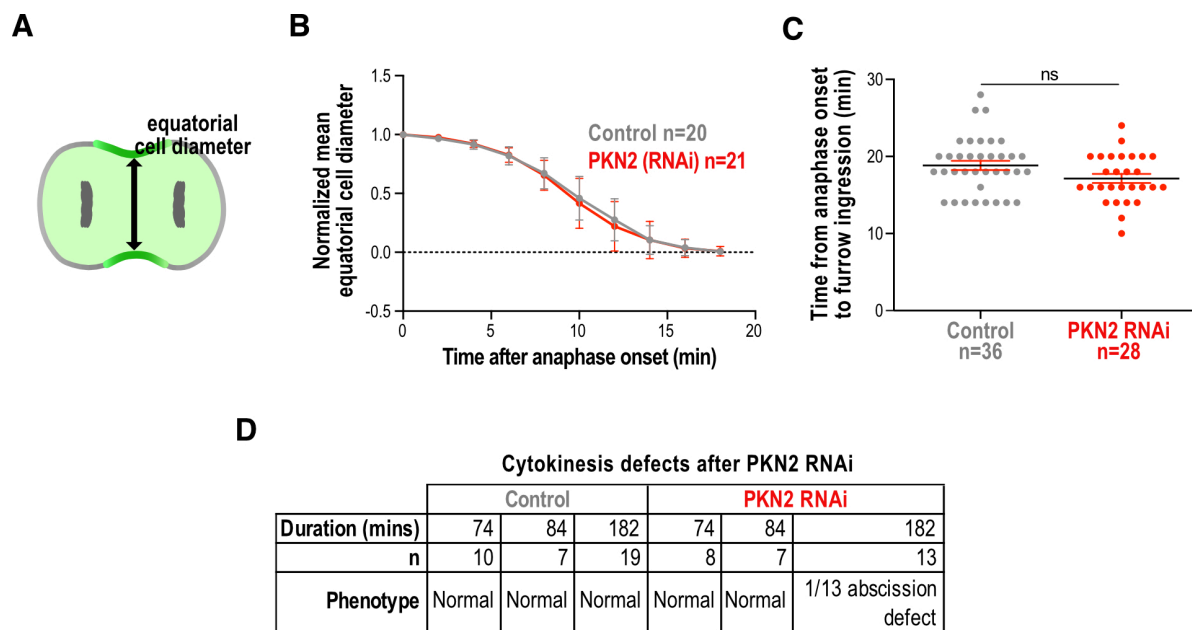 A
equatorial
cell diameter
B
Normalized mean
equatorial cell diameter
1.5
1.0
0.5
0.0
-0.5
0
5
10
15
20
Time after anaphase onset (min)
Control n=20
PKN2 (RNAi) n=21
C
Time from anaphase onset
to furrow ingression (min)
30
20
10
0
ns
Control
n=36
PKN2 RNAi
n=28
D
Cytokinesis defects after PKN2 RNAi
Control PKN2 RNAi
Duration (mins) 74 84 182 74 84 182
n 10 7 19 8 7 13
Phenotype Normal Normal Normal Normal Normal 1/13 abscission
defect